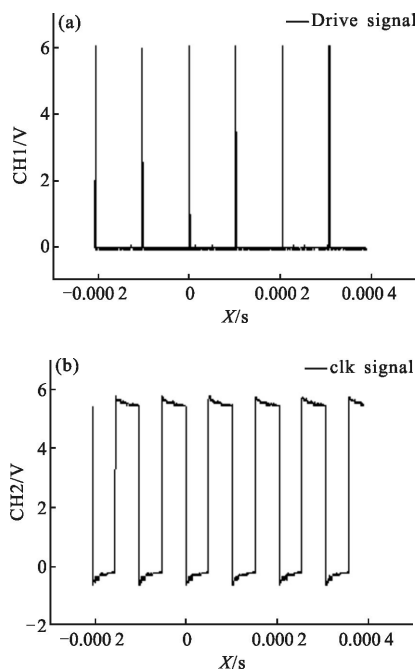 (a)
Drive signal
6
4
2
0
CH1/V
−0.000 2
0
0.000 2
0.000 4
X/s
(b)
clk signal
6
4
2
0
−2
CH2/V
−0.000 2
0
0.000 2
0.000 4
X/s